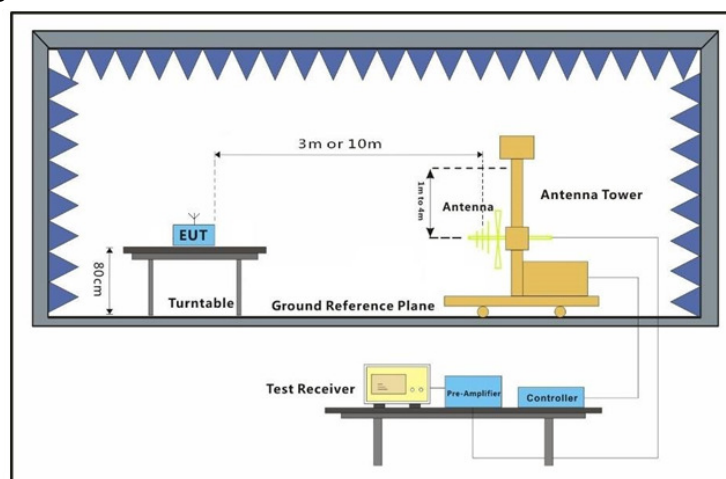 3m or 10m
1m to 4m
Antenna
Antenna Tower
EUT
80cm
Turntable
Ground Reference Plane
Test Receiver
Pre-Amplifier
Controller